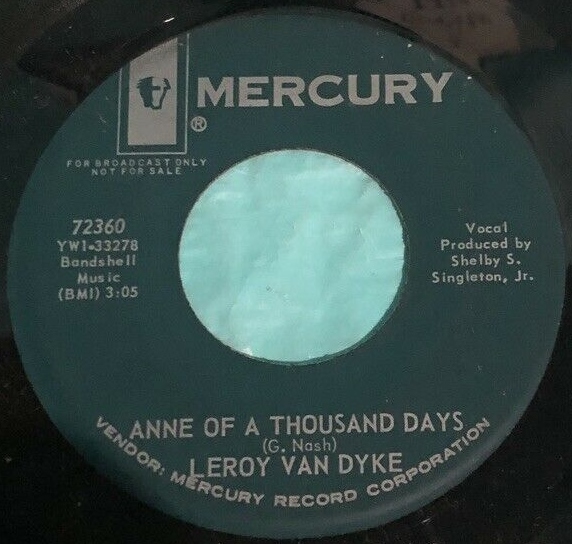 MERCURY
®
FOR BROADCAST ONLY
NOT FOR SALE
72360
YW1-33278
Bandshell
Music
(BMI) 3:05
Vocal
Produced by
Shelby S.
Singleton, Jr.
ANNE OF A THOUSAND DAYS
(G. Nash)
LEROY VAN DYKE
VENDOR: MERCURY RECORD CORPORATION